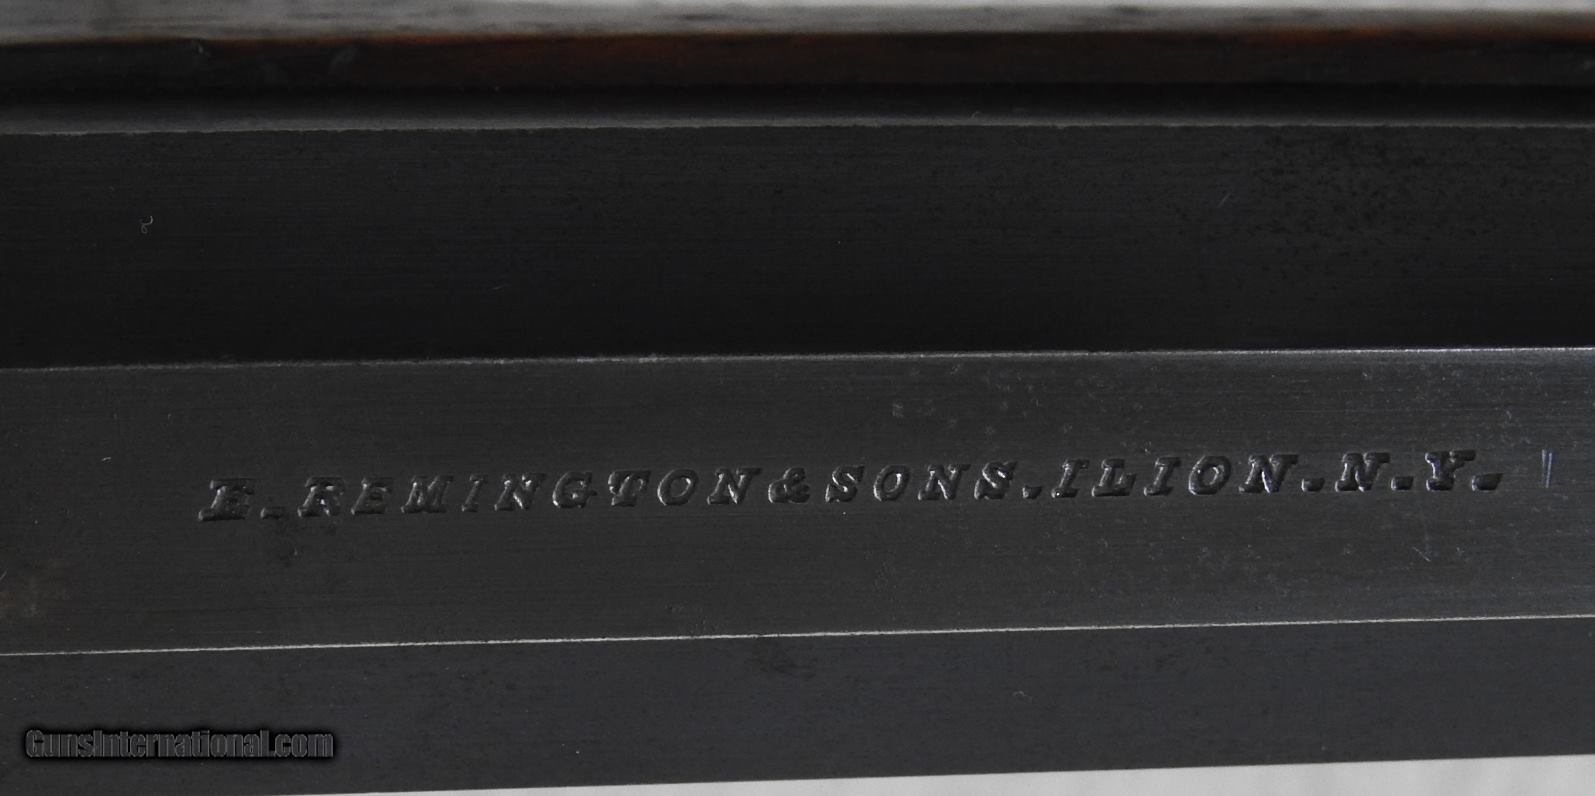 E. REMINGTON & SONS. ILION. N.Y.
GunsInternational.com